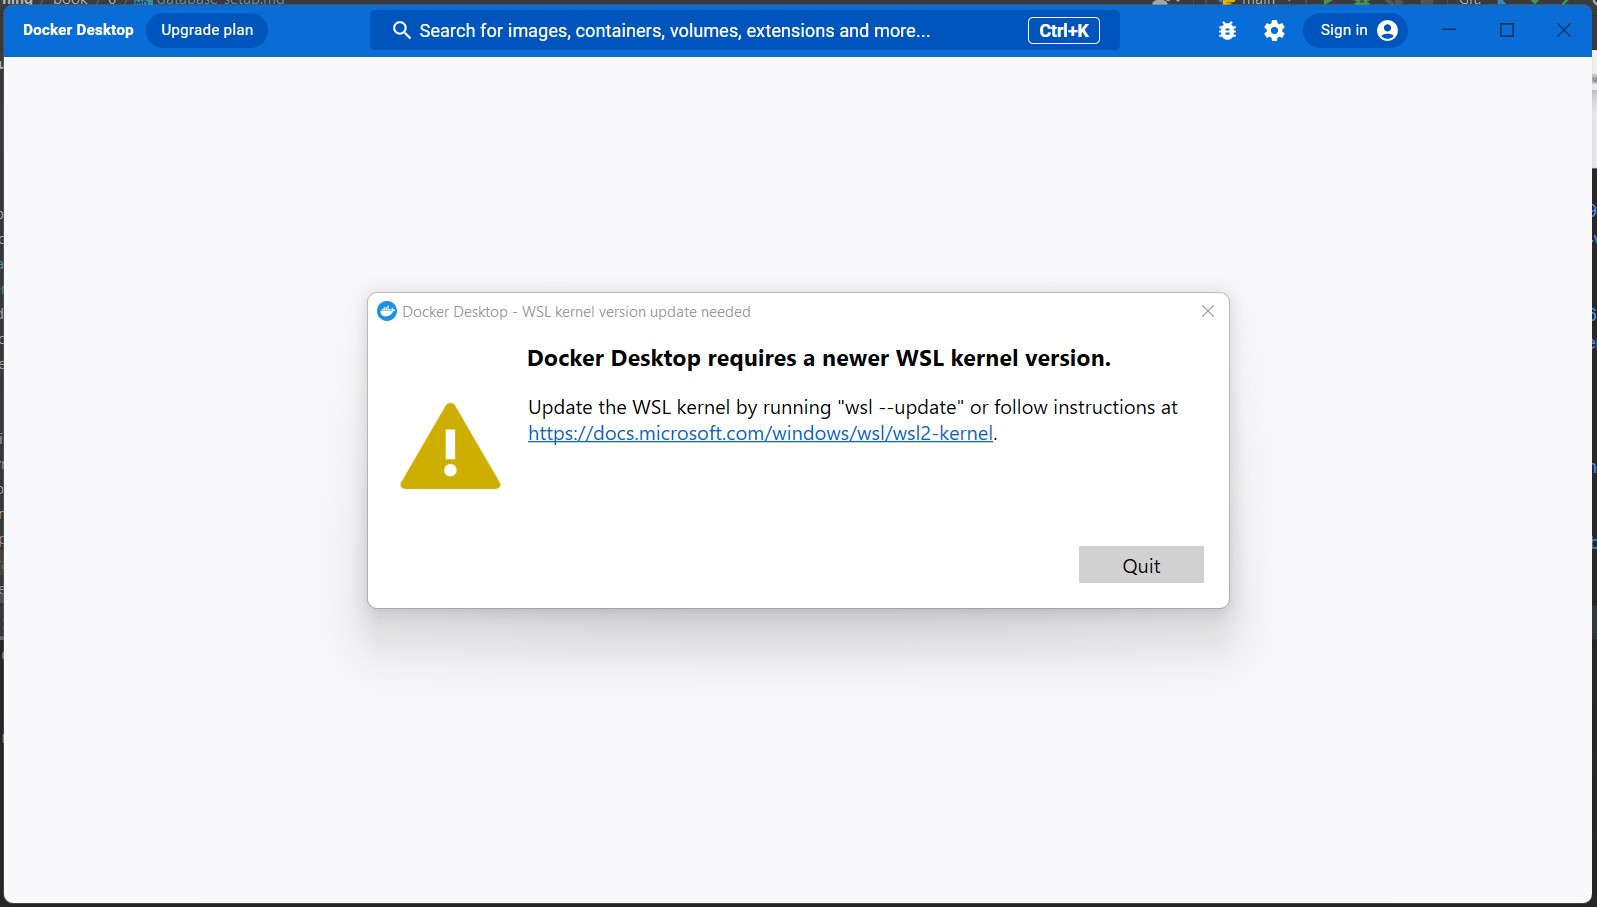 Docker Desktop
Upgrade plan
Search for images, containers, volumes, extensions and more...
Ctrl+K
Sign in
Docker Desktop - WSL kernel version update needed
Docker Desktop requires a newer WSL kernel version.
Update the WSL kernel by running "wsl --update" or follow instructions at
https://docs.microsoft.com/windows/wsl/wsl2-kernel.
Quit